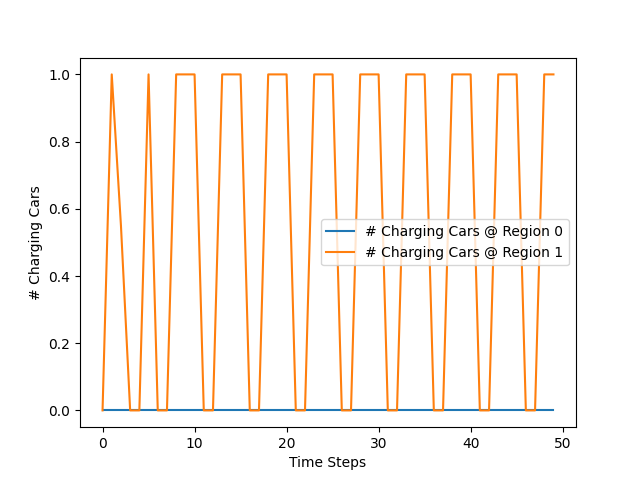 1.0
0.8
0.6
0.4
0.2
0.0
# Charging Cars
# Charging Cars @ Region 0
# Charging Cars @ Region 1
0 10 20 30 40 50
Time Steps